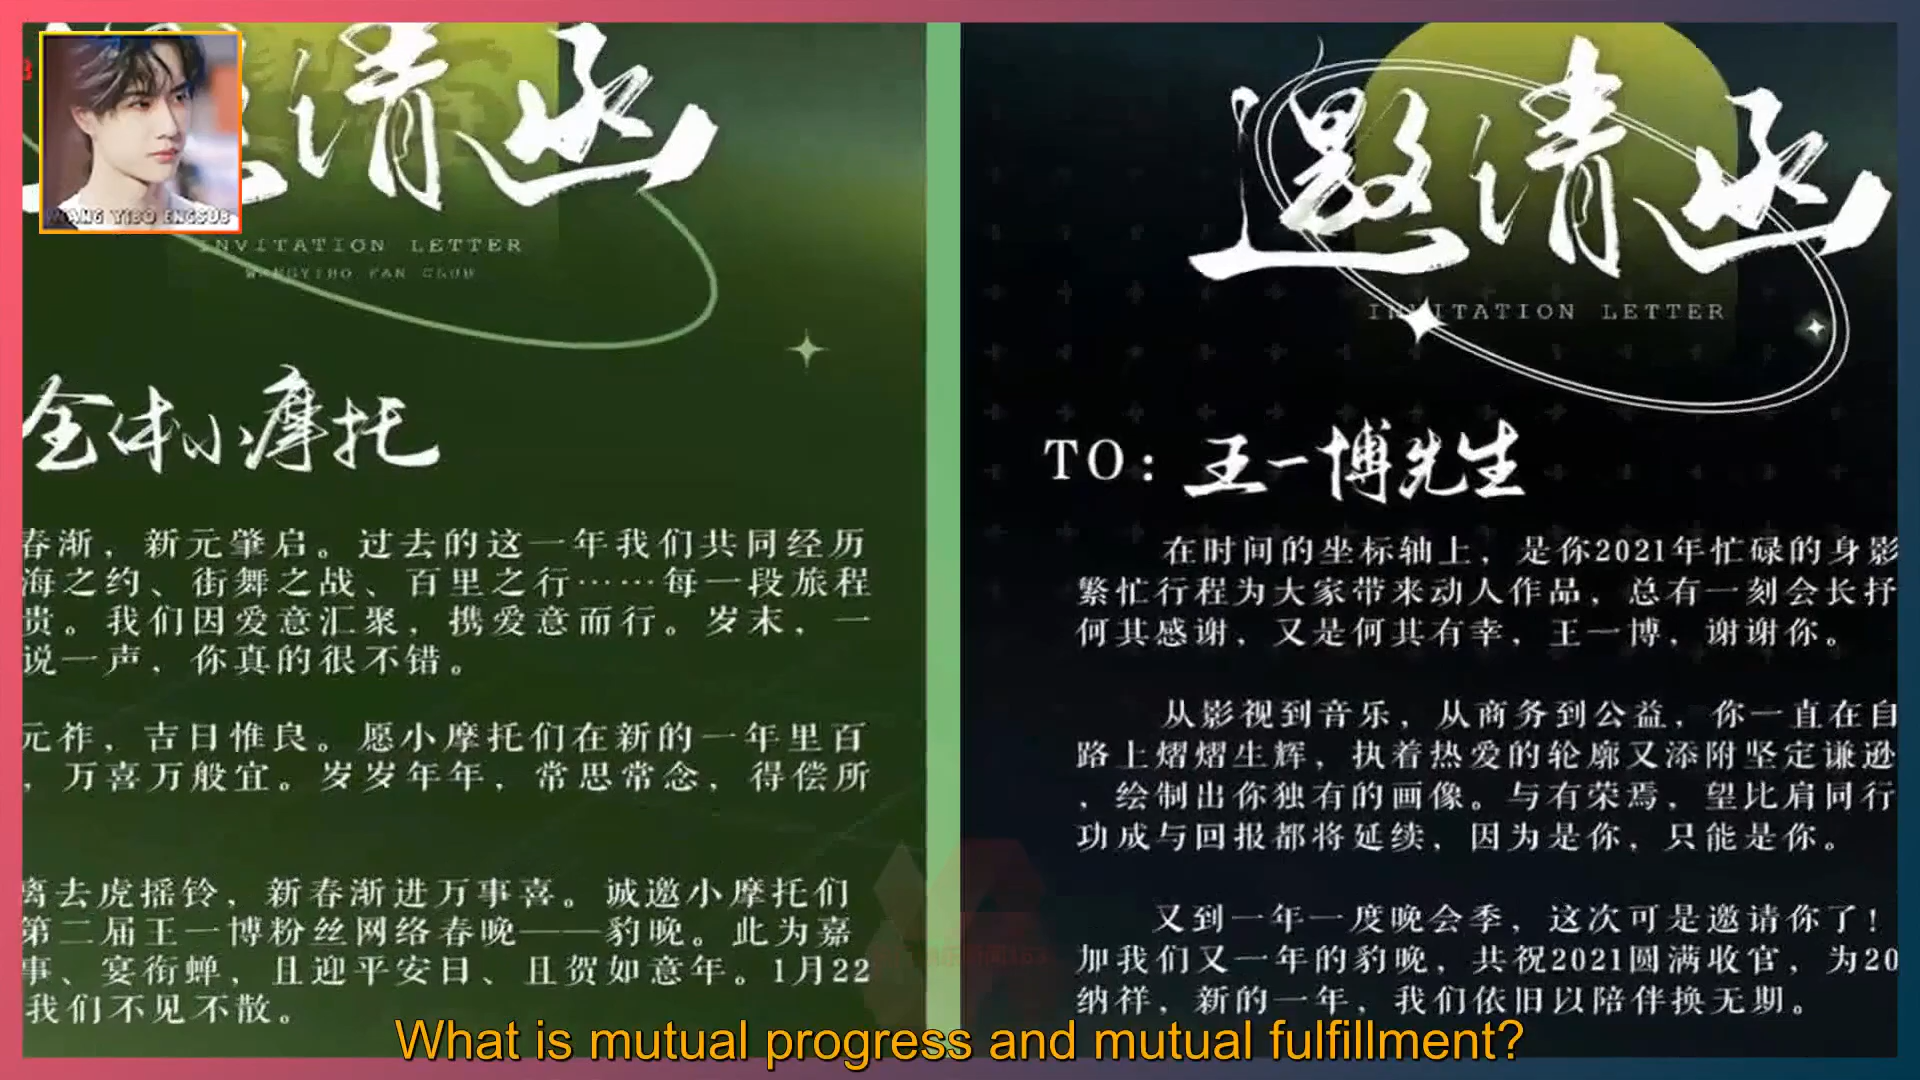 WANG YIBO ENGSUB
邀请函
INVITATION LETTER
WANGYIBO FAN CLUB
全体小摩托
春渐，新元肇启。过去的这一年我们共同经历
海之约、街舞之战、百里之行……每一段旅程
贵。我们因爱意汇聚，携爱意而行。岁末，一
说一声，你真的很不错。
元祚，吉日惟良。愿小摩托们在新的一年里百
，万喜万般宜。岁岁年年，常思常念，得偿所
离去虎摇铃，新春渐进万事喜。诚邀小摩托们
第二届王一博粉丝网络春晚——豹晚。此为嘉
事、宴衔蝉，且迎平安日、且贺如意年。1月22
我们不见不散。
邀请函
INVITATION LETTER
TO：王一博先生
在时间的坐标轴上，是你2021年忙碌的身影
繁忙行程为大家带来动人作品，总有一刻会长抒
何其感谢，又是何其有幸，王一博，谢谢你。
从影视到音乐，从商务到公益，你一直在自
路上熠熠生辉，执着热爱的轮廓又添附坚定谦逊
，绘制出你独有的画像。与有荣焉，望比肩同行
功成与回报都将延续，因为是你，只能是你。
又到一年一度晚会季，这次可是邀请你了！
加我们又一年的豹晚，共祝2021圆满收官，为20
纳祥，新的一年，我们依旧以陪伴换无期。
What is mutual progress and mutual fulfillment?